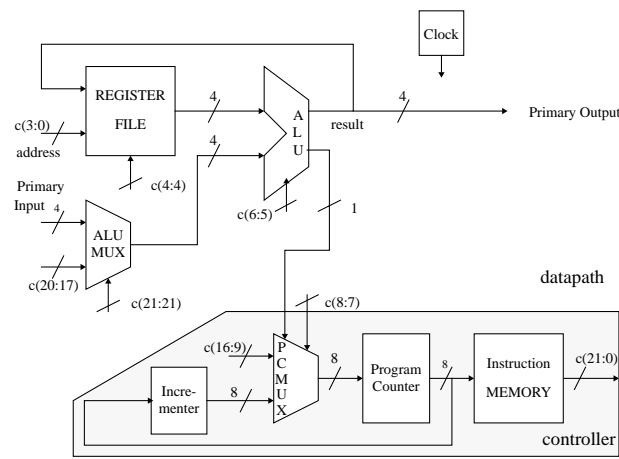 Clock
REGISTER
FILE
4
4
A
L
U
result
4
Primary Output
c(3:0)
address
4
c(4:4)
Primary
Input
4
ALU
MUX
c(6:5)
1
c(20:17)
c(21:21)
datapath
c(8:7)
c(16:9)
P
C
M
U
X
8
Program
Counter
8
Instruction
MEMORY
c(21:0)
Incre-
menter
8
controller